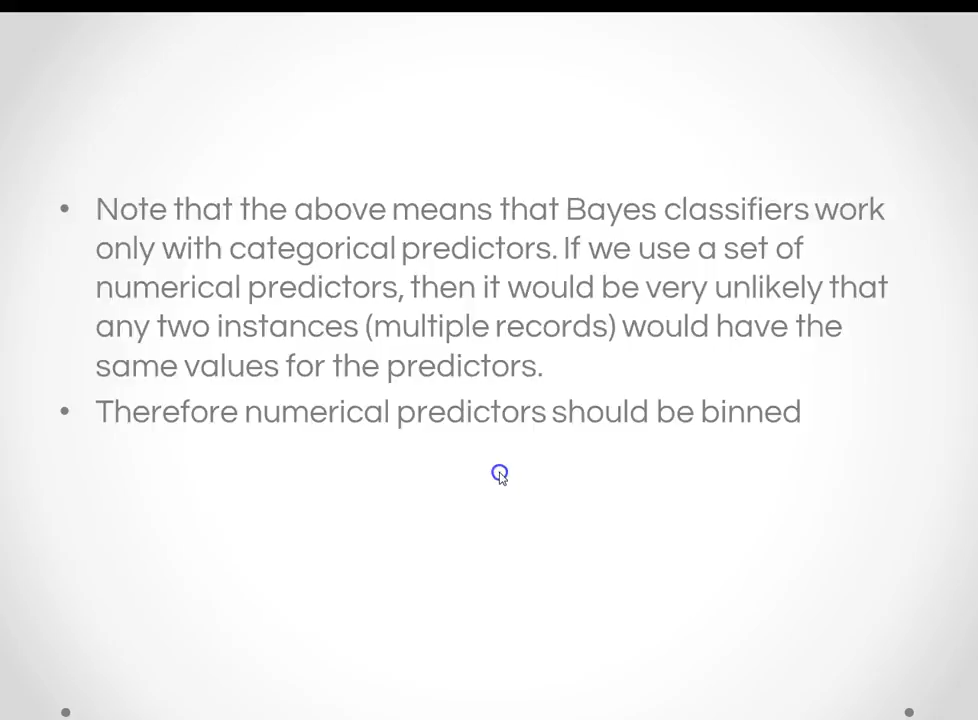 • Note that the above means that Bayes classifiers work
only with categorical predictors. If we use a set of
numerical predictors, then it would be very unlikely that
any two instances (multiple records) would have the
same values for the predictors.
• Therefore numerical predictors should be binned